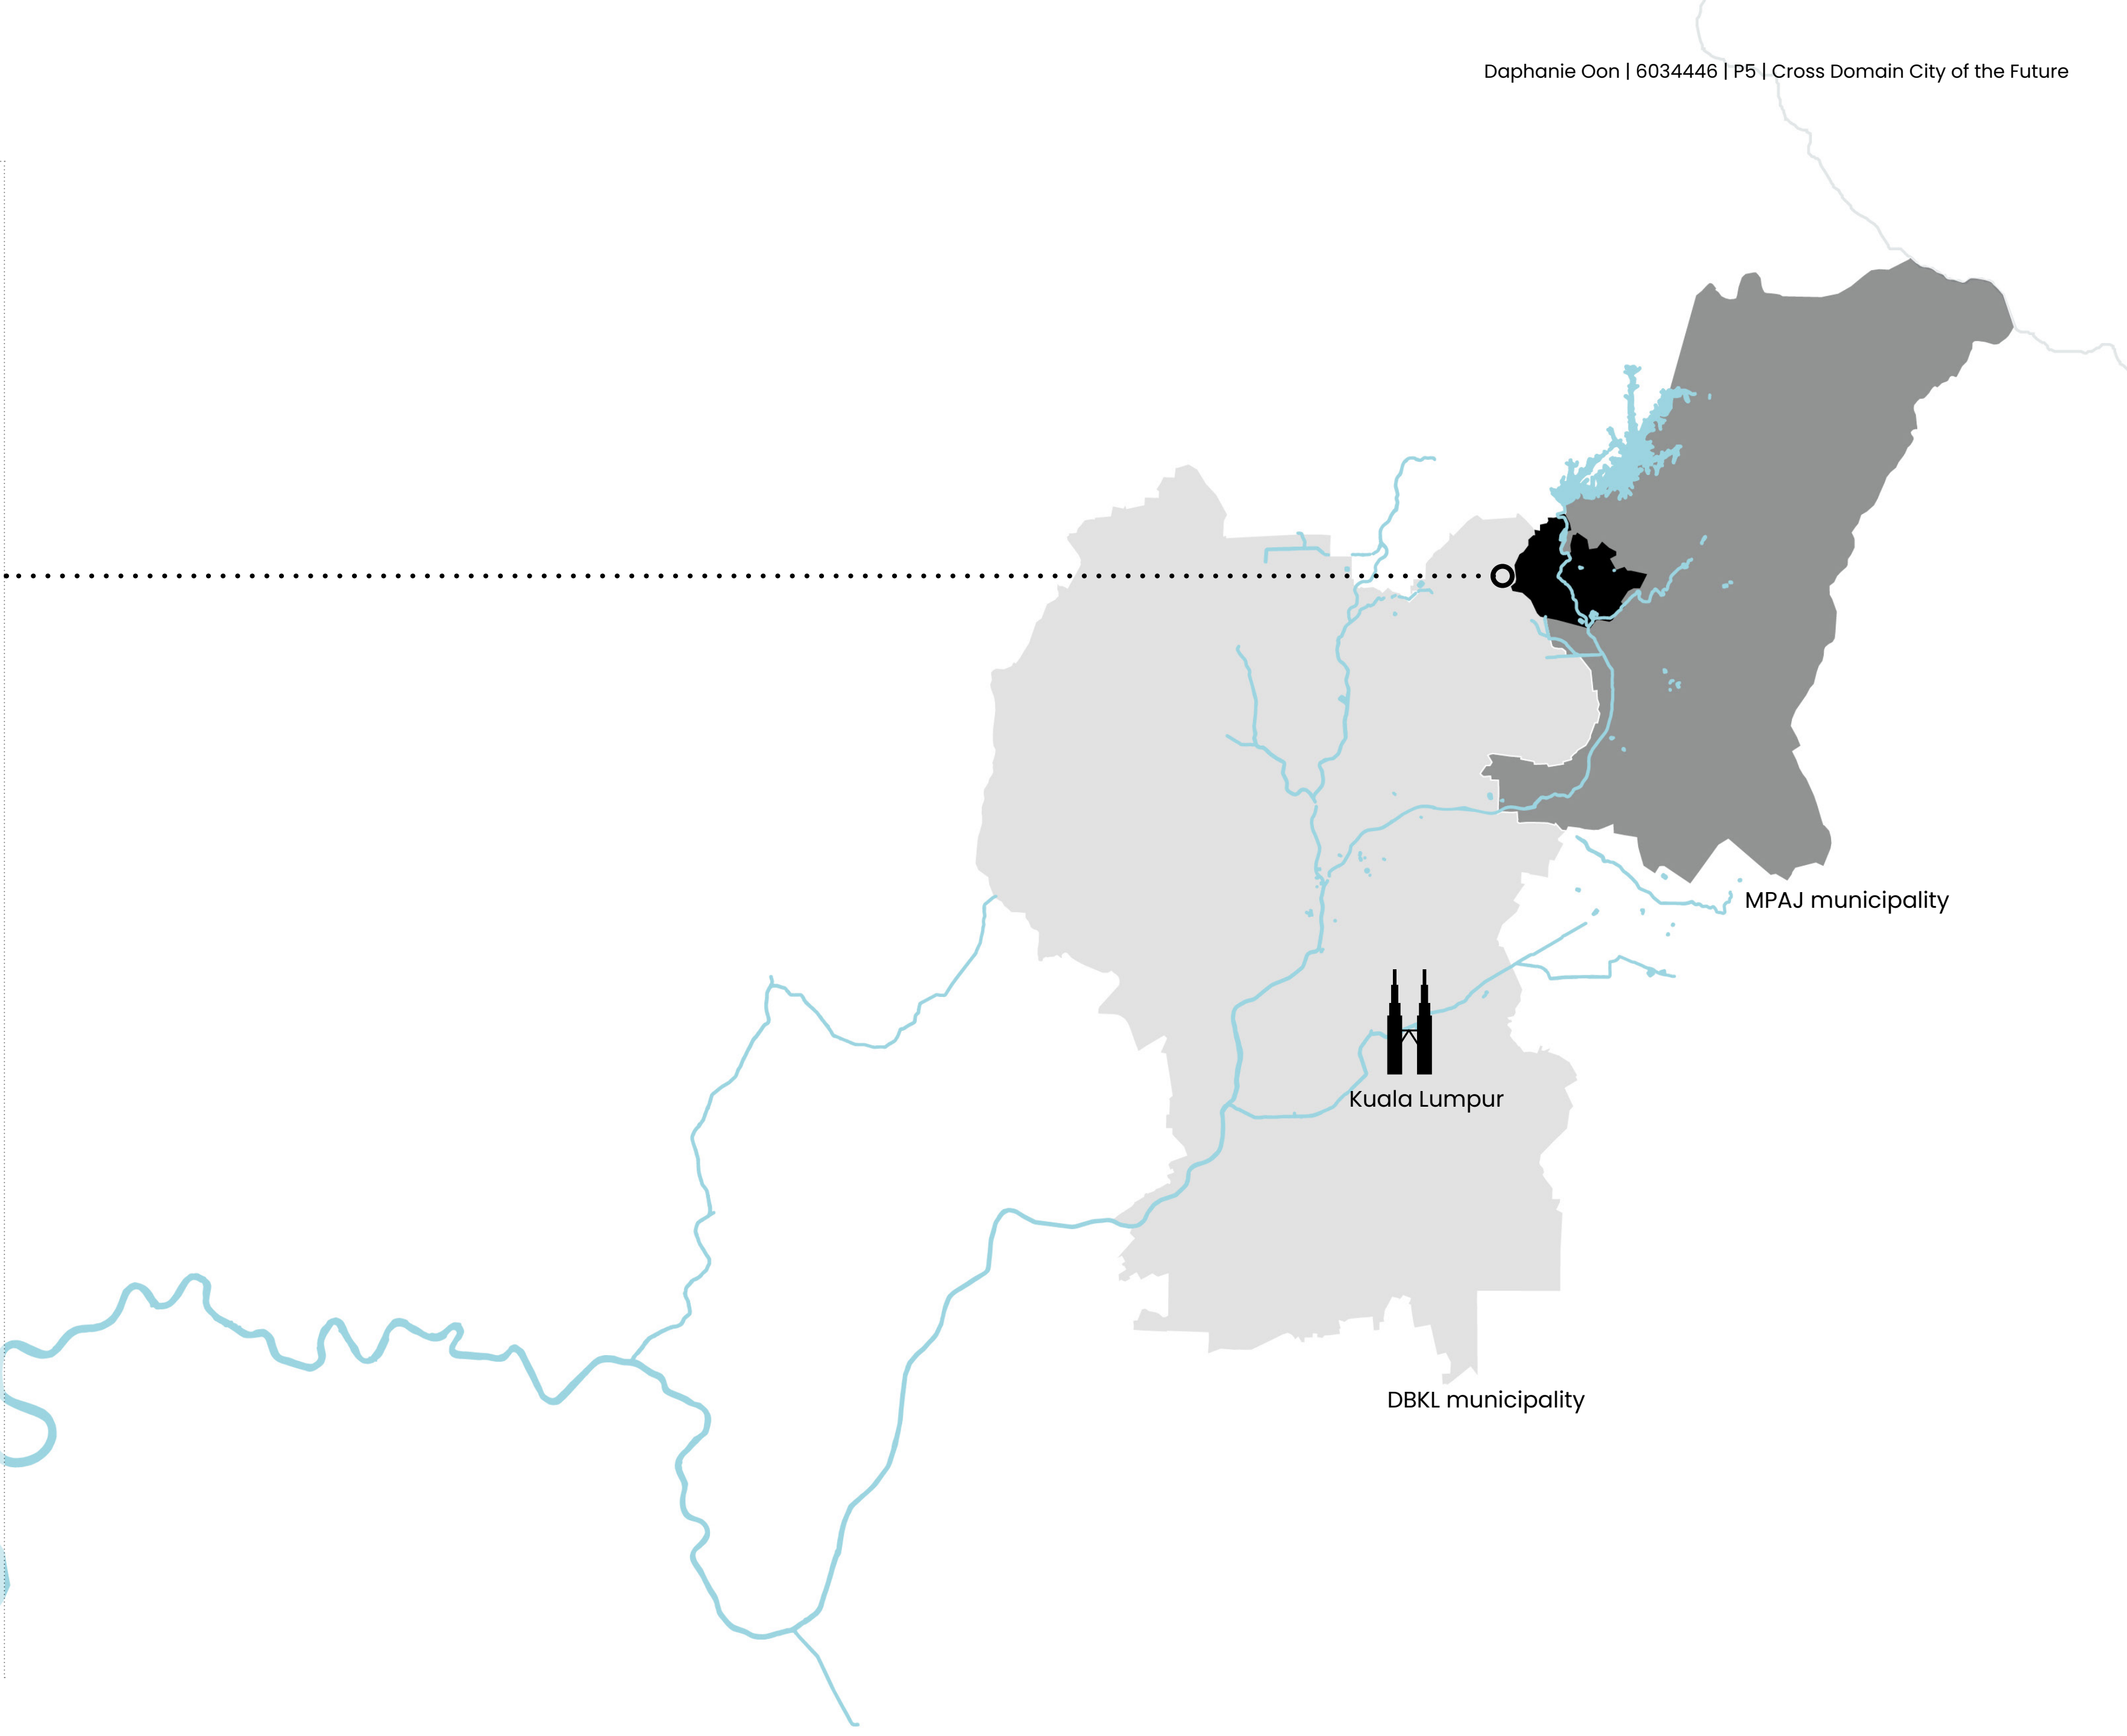 Daphanie Oon | 6034446 | P5 | Cross Domain City of the Future
MPAJ municipality
Kuala Lumpur
DBKL municipality